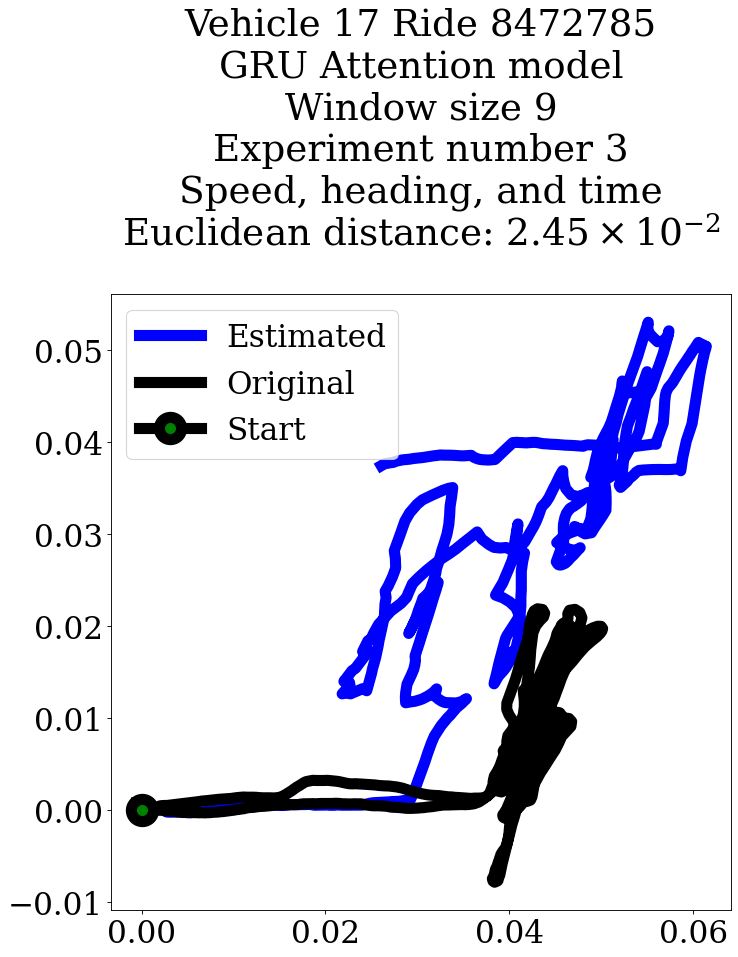 Vehicle 17 Ride 8472785
GRU Attention model
Window size 9
Experiment number 3
Speed, heading, and time
Euclidean distance: 2.45 × 10⁻²
Estimated
Original
Start
0.05
0.04
0.03
0.02
0.01
0.00
−0.01
0.00 0.02 0.04 0.06